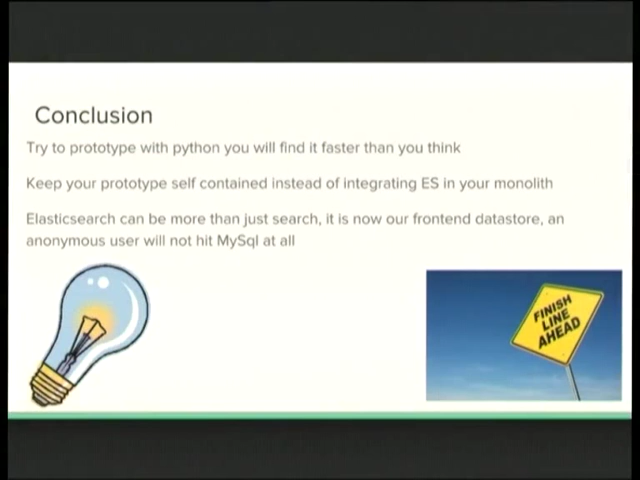 Conclusion
Try to prototype with python you will find it faster than you think
Keep your prototype self contained instead of integrating ES in your monolith
Elasticsearch can be more than just search, it is now our frontend datastore, an
anonymous user will not hit MySql at all
FINISH
LINE
AHEAD